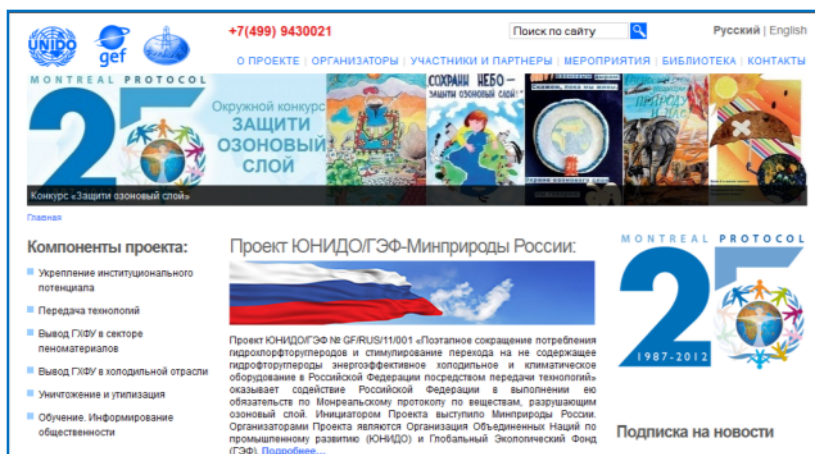 UNIDO
gef
+7(499) 9430021
Поиск по сайту
Русский | English
О ПРОЕКТЕ | ОРГАНИЗАТОРЫ | УЧАСТНИКИ И ПАРТНЕРЫ | МЕРОПРИЯТИЯ | БИБЛИОТЕКА | КОНТАКТЫ
MONTREAL PROTOCOL
25
Окружной конкурс
ЗАЩИТИ
ОЗОНОВЫЙ
СЛОЙ
СОХРАНИ НЕБО –
ЗАЩИТИ ОЗОНОВЫЙ СЛОЙ!
ПРИРОДУ
И НАС
Конкурс «Защити озоновый слой»
Главная
Компоненты проекта:
Укрепление институционального
потенциала
Передача технологий
Вывод ГХФУ в секторе
пеноматериалов
Вывод ГХФУ в холодильной отрасли
Уничтожение и утилизация
Обучение. Информирование
общественности
Проект ЮНИДО/ГЭФ-Минприроды России:
Проект ЮНИДО/ГЭФ № GF/RUS/11/001 «Поэтапное сокращение потребления
гидрохлорфторуглеродов и стимулирование перехода на не содержащее
гидрофторуглероды энергоэффективное холодильное и климатическое
оборудование в Российской Федерации посредством передачи технологий»
оказывает содействие Российской Федерации в выполнении ею
обязательств по Монреальскому протоколу по веществам, разрушающим
озоновый слой. Инициатором Проекта выступило Минприроды России.
Организаторами Проекта являются Организация Объединенных Наций по
промышленному развитию (ЮНИДО) и Глобальный Экологический Фонд
(ГЭФ). Подробнее...
MONTREAL PROTOCOL
25
1987-2012
Подписка на новости